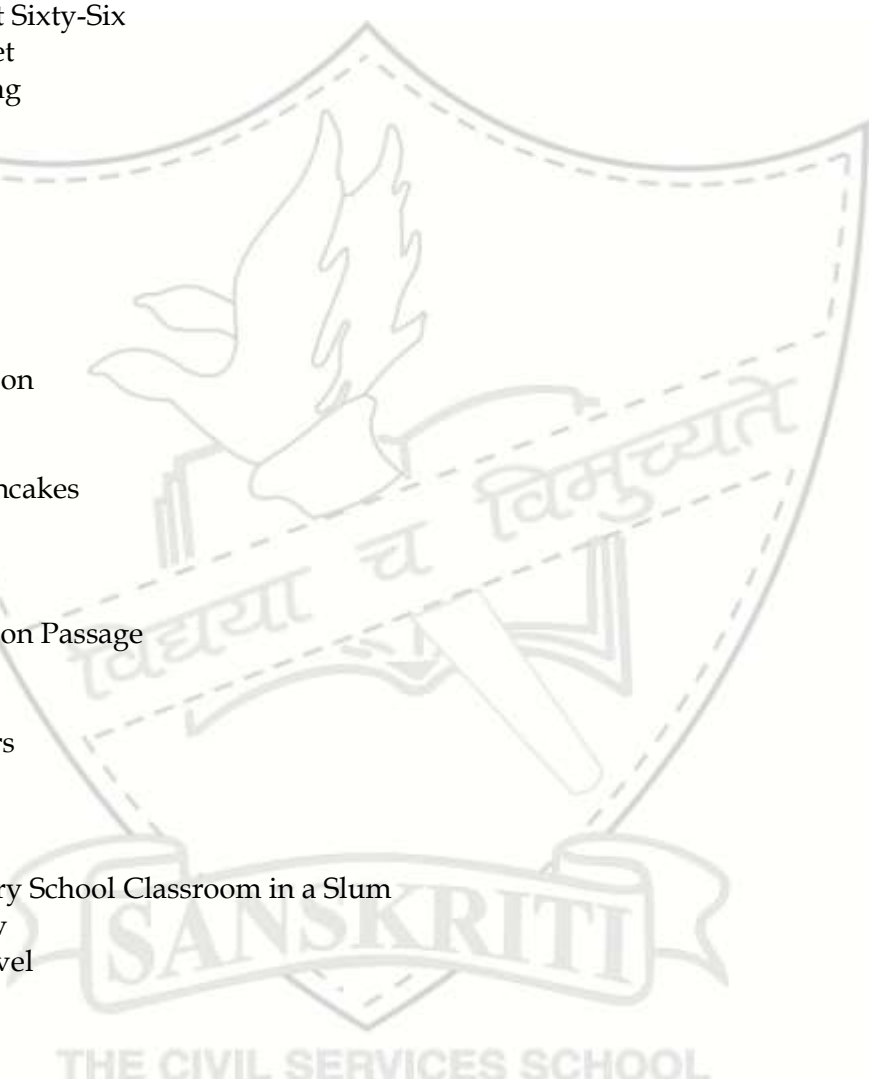 t Sixty-Six
et
ng
on
ncakes
on Passage
rs
ry School Classroom in a Slum
y
vel
विद्यया च विमुच्यते
SANSKRITI
THE CIVIL SERVICES SCHOOL